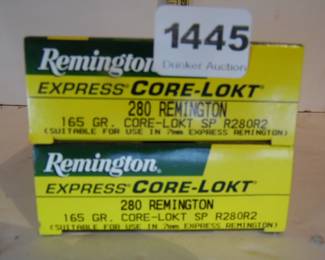 1445
Dunker Auction
Remington
EXPRESS® CORE-LOKT®
280 REMINGTON
165 GR. CORE-LOKT SP R280R2
(SUITABLE FOR USE IN 7mm EXPRESS REMINGTON)
Remington®
EXPRESS® CORE-LOKT®
280 REMINGTON
165 GR. CORE-LOKT SP R280R2
(SUITABLE FOR USE IN 7mm EXPRESS REMINGTON)